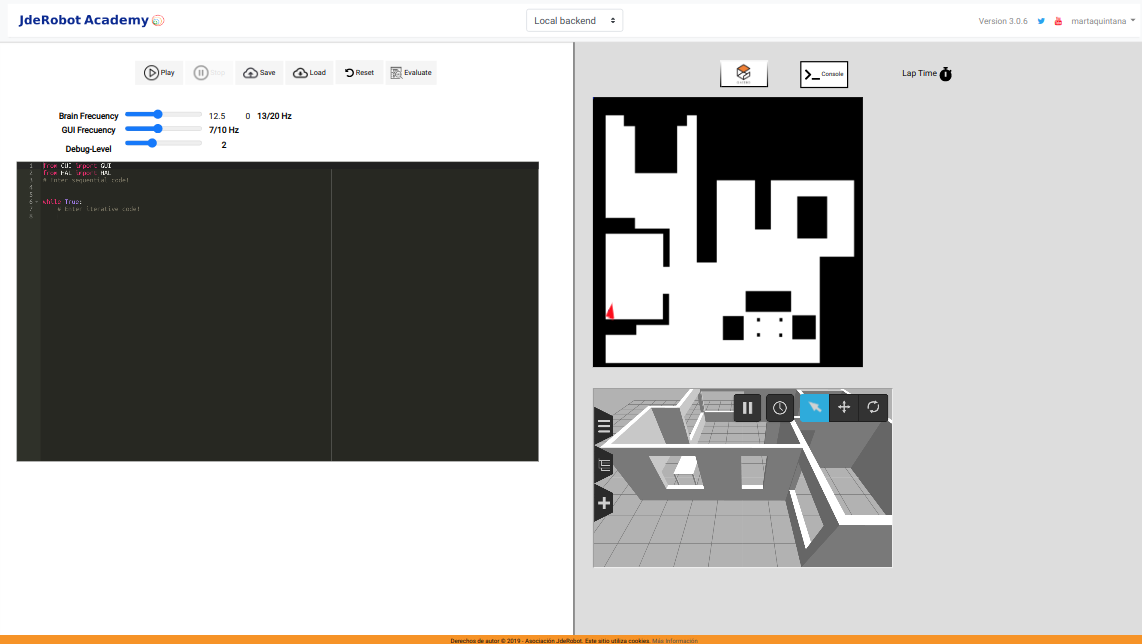 JdeRobot Academy
Local backend
Version 3.0.6
martaquintana
Play
Stop
Save
Load
Reset
Evaluate
Console
Lap Time
Brain Frecuency 12.5 0 13/20 Hz
GUI Frecuency 7/10 Hz
Debug-Level 2
1 from GUI import GUI
2 from HAL import HAL
3 # Enter sequential code!
4
5
6 while True:
7 # Enter iterative code!
8
Derechos de autor © 2019 - Asociación JdeRobot. Este sitio utiliza cookies. Más Información